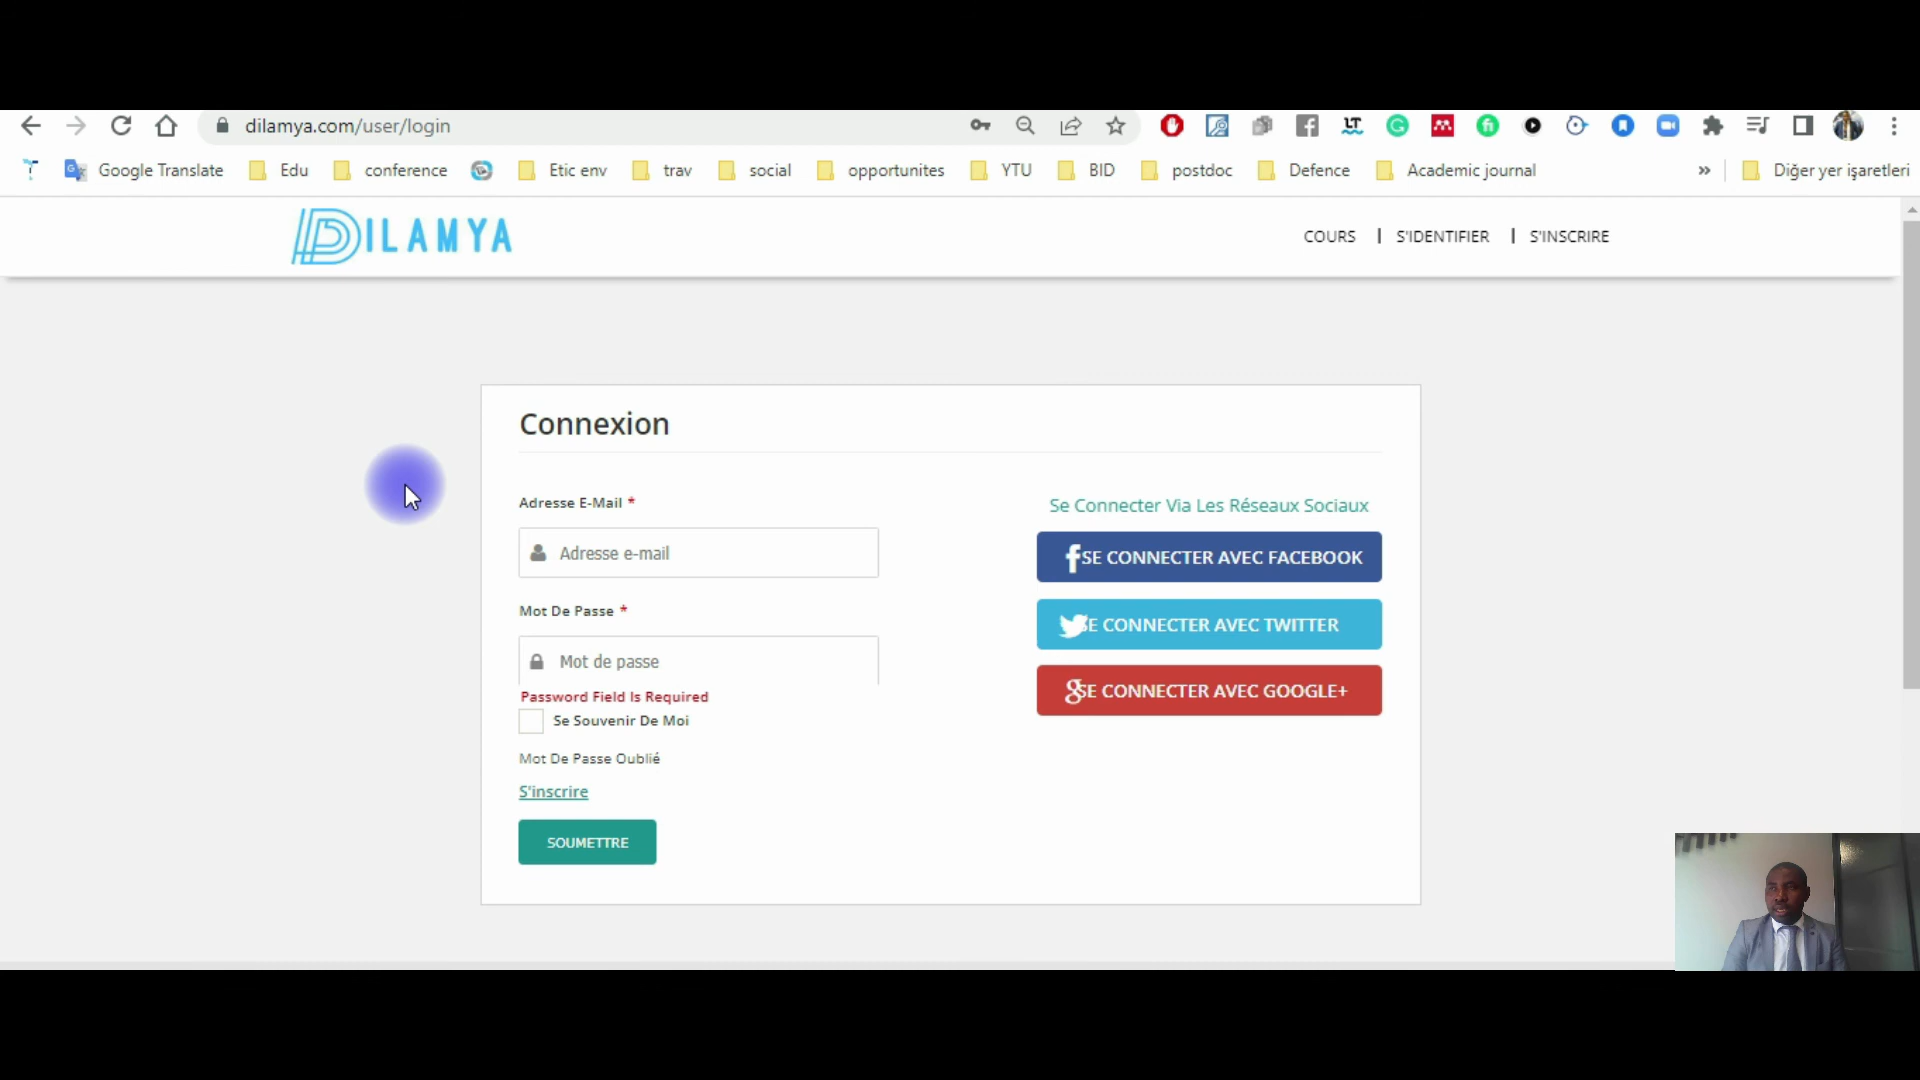 dilamya.com/user/login
Google Translate Edu conference Etic env trav social opportunites YTU BID postdoc Defence Academic journal » Diğer yer işaretleri
DILAMYA
COURS | S'IDENTIFIER | S'INSCRIRE
Connexion
Adresse E-Mail *
Adresse e-mail
Mot De Passe *
Mot de passe
Password Field Is Required
Se Souvenir De Moi
Mot De Passe Oublié
S'inscrire
SOUMETTRE
Se Connecter Via Les Réseaux Sociaux
SE CONNECTER AVEC FACEBOOK
SE CONNECTER AVEC TWITTER
SE CONNECTER AVEC GOOGLE+